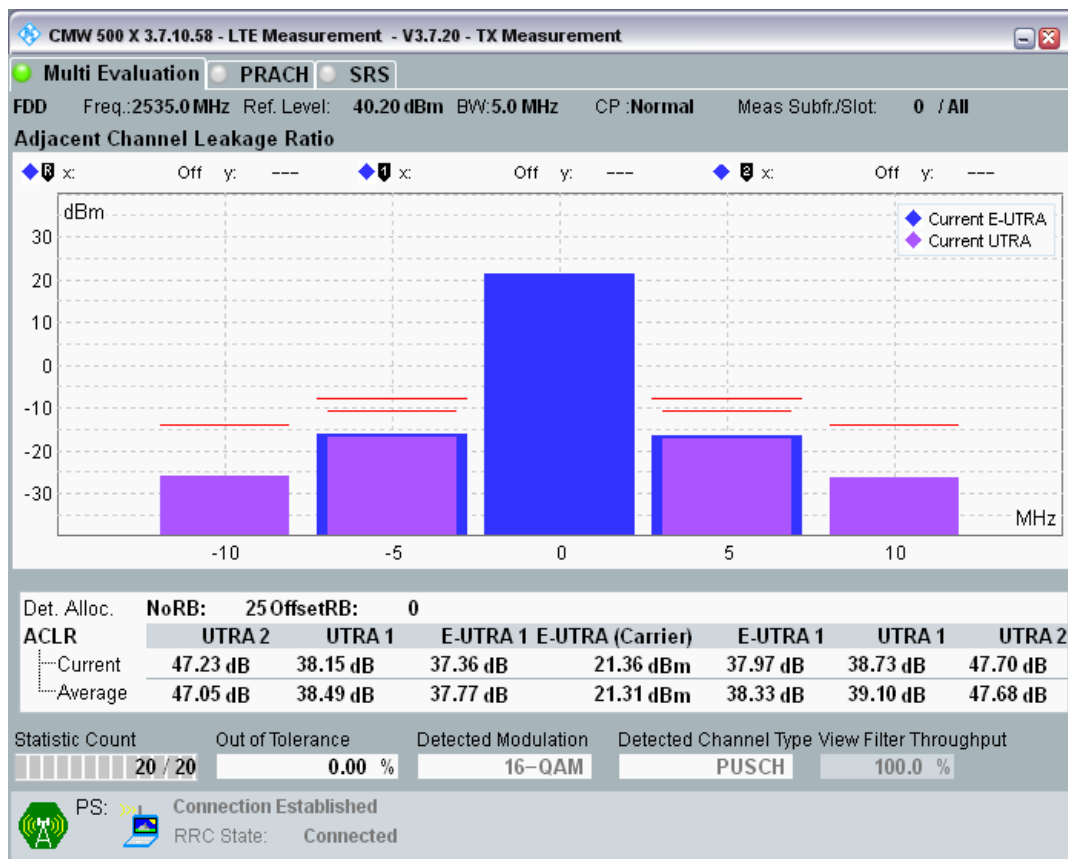 CMW 500 X 3.7.10.58 - LTE Measurement - V3.7.20 - TX Measurement
Multi Evaluation PRACH SRS
FDD Freq.:2535.0 MHz Ref. Level: 40.20 dBm BW:5.0 MHz CP :Normal Meas Subfr./Slot: 0 / All
Adjacent Channel Leakage Ratio
R x: Off y: --- 1 x: Off y: --- 2 x: Off y: ---
dBm
Current E-UTRA
Current UTRA
30
20
10
0
-10
-20
-30
MHz
-10 -5 0 5 10
Det. Alloc. NoRB: 25 OffsetRB: 0
ACLR UTRA 2 UTRA 1 E-UTRA 1 E-UTRA (Carrier) E-UTRA 1 UTRA 1 UTRA 2
Current 47.23 dB 38.15 dB 37.36 dB 21.36 dBm 37.97 dB 38.73 dB 47.70 dB
Average 47.05 dB 38.49 dB 37.77 dB 21.31 dBm 38.33 dB 39.10 dB 47.68 dB
Statistic Count Out of Tolerance Detected Modulation Detected Channel Type View Filter Throughput
20 / 20 0.00 % 16-QAM PUSCH 100.0 %
PS: Connection Established
RRC State: Connected